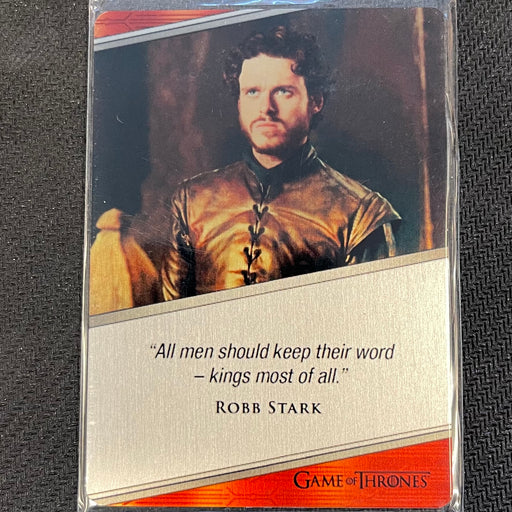 “All men should keep their word
– kings most of all.”
Robb Stark
Game of Thrones